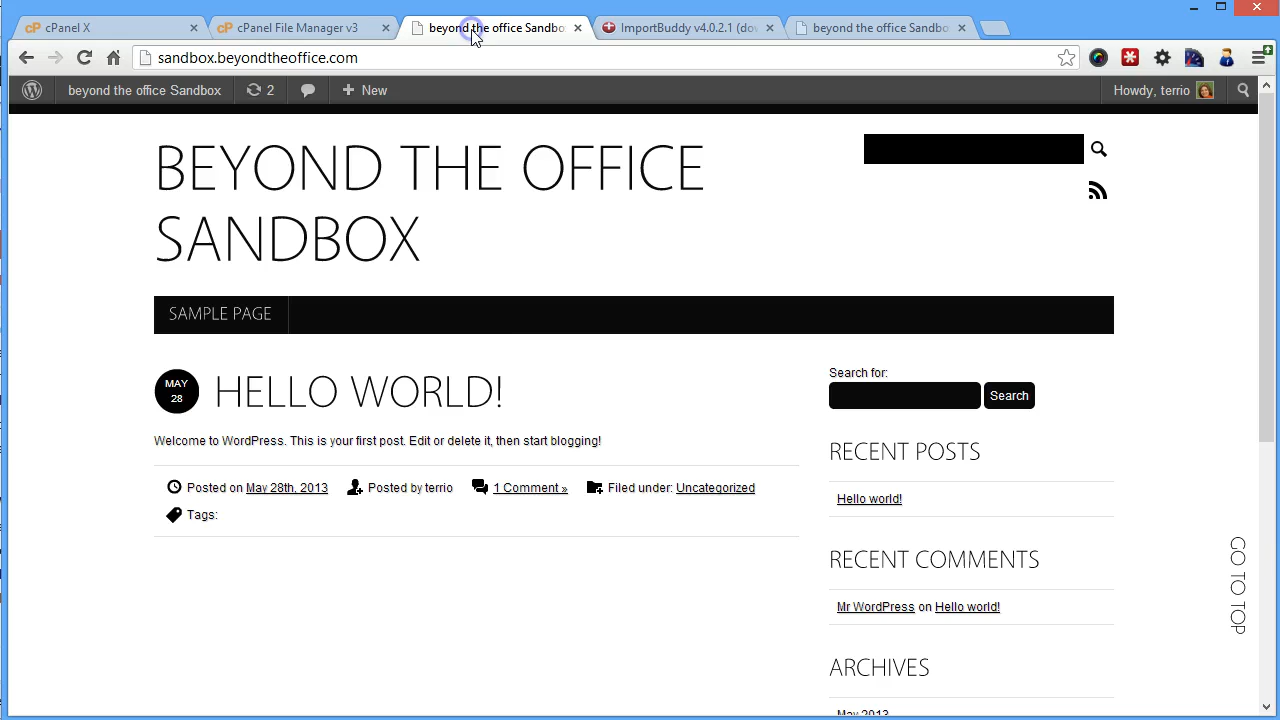 cPanel X
cPanel File Manager v3
beyond the office Sandbo
ImportBuddy v4.0.2.1 (dov
beyond the office Sandbo
sandbox.beyondtheoffice.com
beyond the office Sandbox
2
New
Howdy, terrio
BEYOND THE OFFICE
SANDBOX
SAMPLE PAGE
MAY
28
HELLO WORLD!
Welcome to WordPress. This is your first post. Edit or delete it, then start blogging!
Posted on May 28th, 2013
Posted by terrio
1 Comment »
Filed under: Uncategorized
Tags:
Search for:
Search
RECENT POSTS
Hello world!
RECENT COMMENTS
Mr WordPress on Hello world!
ARCHIVES
May 2013
GO TO TOP